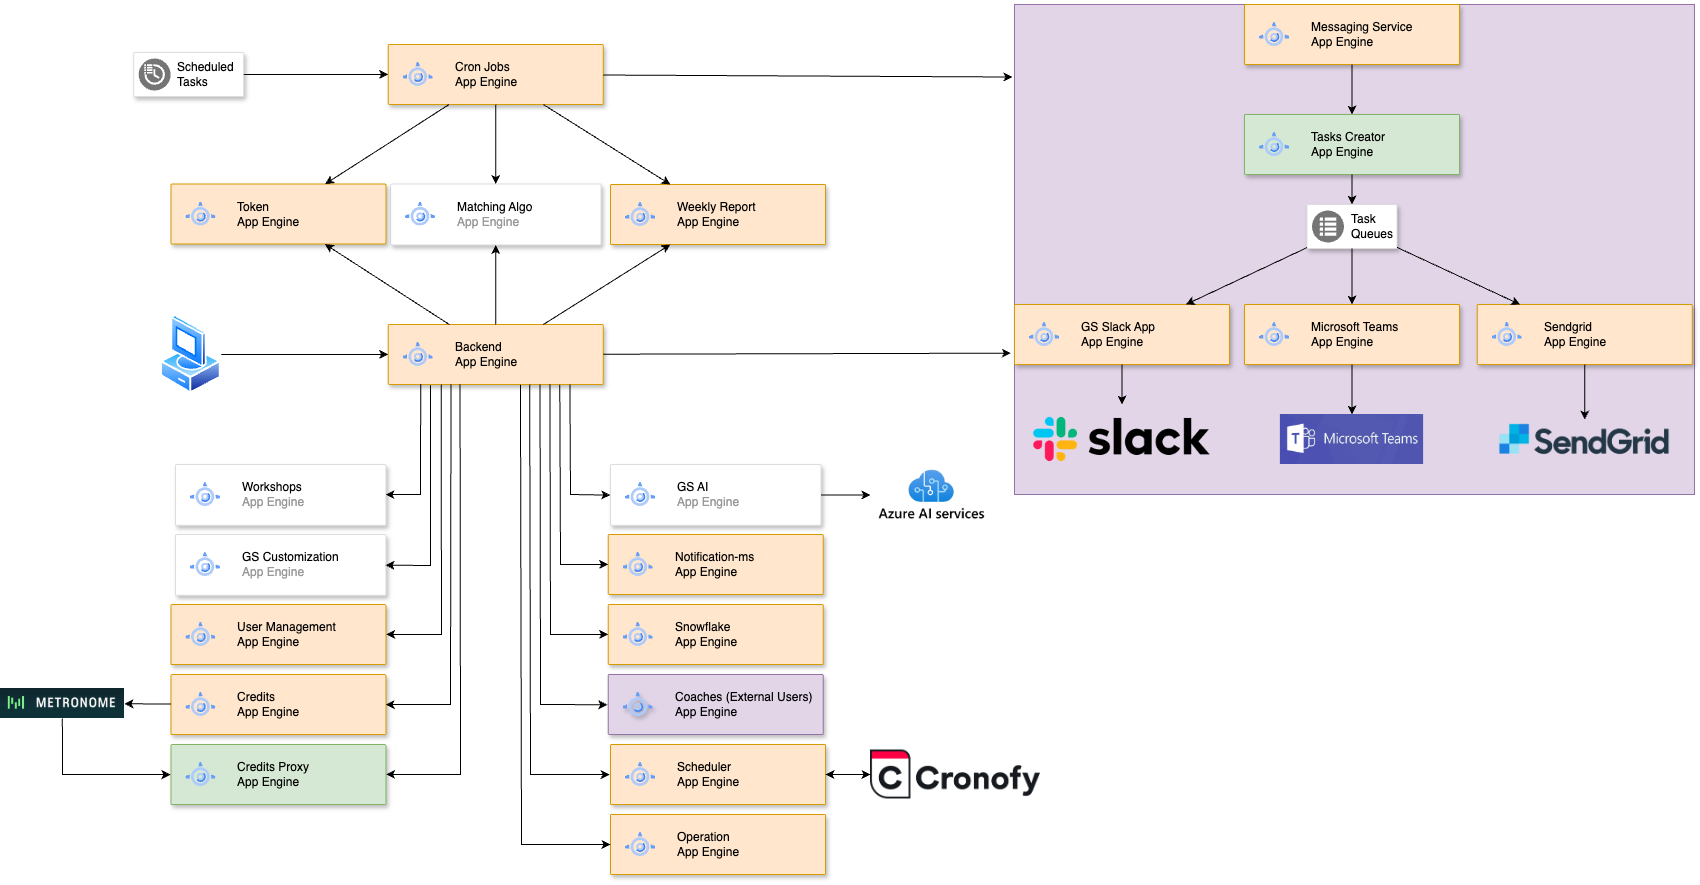 Scheduled
Tasks
Cron Jobs
App Engine
Token
App Engine
Matching Algo
App Engine
Weekly Report
App Engine
Backend
App Engine
Workshops
App Engine
GS Customization
App Engine
User Management
App Engine
METRONOME
Credits
App Engine
Credits Proxy
App Engine
GS AI
App Engine
Azure AI services
Notification-ms
App Engine
Snowflake
App Engine
Coaches (External Users)
App Engine
Scheduler
App Engine
C Cronofy
Operation
App Engine
Messaging Service
App Engine
Tasks Creator
App Engine
Task
Queues
GS Slack App
App Engine
Microsoft Teams
App Engine
Sendgrid
App Engine
slack
T Microsoft Teams
SendGrid